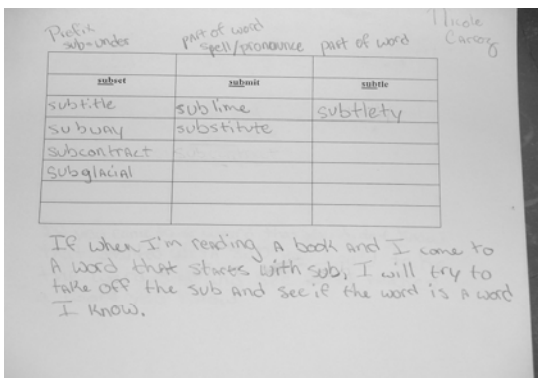 Prefix part of word Nicole
sub-under spell/pronounce part of word
subset submit subtle
subtitle sublime subtlety
subway substitute
subcontract
subglacial
If when I'm reading a book and I come to
A word that starts with sub, I will try to
take off the sub and see if the word is a word
I know.